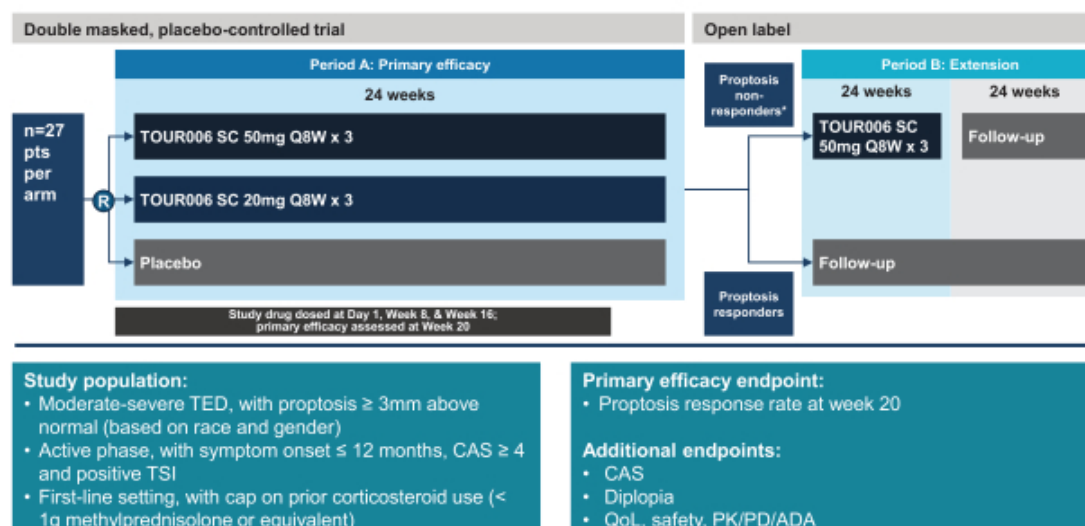 Double masked, placebo-controlled trial
Open label
Period A: Primary efficacy
24 weeks
n=27
pts
per
arm
R
TOUR006 SC 50mg Q8W x 3
TOUR006 SC 20mg Q8W x 3
Placebo
Study drug dosed at Day 1, Week 8, & Week 16;
primary efficacy assessed at Week 20
Proptosis
non-
responders*
Proptosis
responders
Period B: Extension
24 weeks
24 weeks
TOUR006 SC
50mg Q8W x 3
Follow-up
Follow-up
Study population:
• Moderate-severe TED, with proptosis ≥ 3mm above
normal (based on race and gender)
• Active phase, with symptom onset ≤ 12 months, CAS ≥ 4
and positive TSI
• First-line setting, with cap on prior corticosteroid use (<
1g methylprednisolone or equivalent)
Primary efficacy endpoint:
• Proptosis response rate at week 20
Additional endpoints:
• CAS
• Diplopia
• QoL, safety, PK/PD/ADA